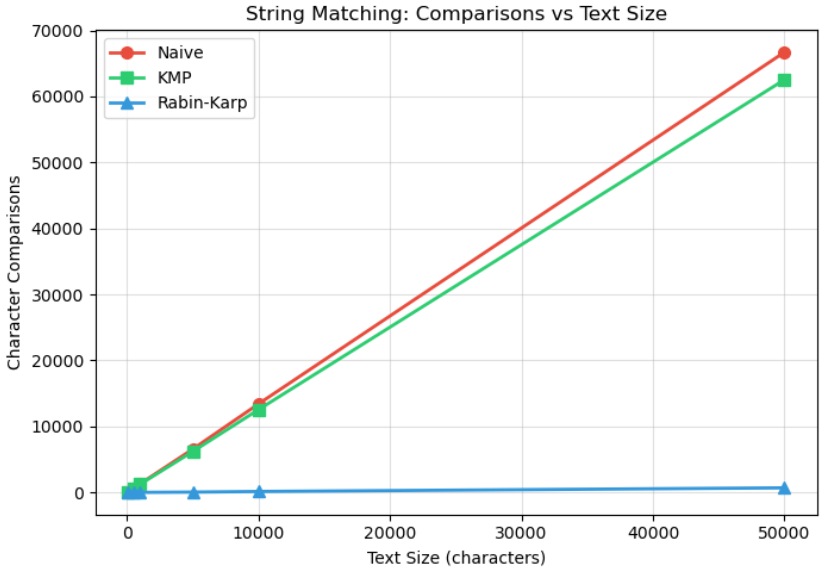 String Matching: Comparisons vs Text Size
Naive
KMP
Rabin-Karp
Character Comparisons
70000
60000
50000
40000
30000
20000
10000
0
0 10000 20000 30000 40000 50000
Text Size (characters)